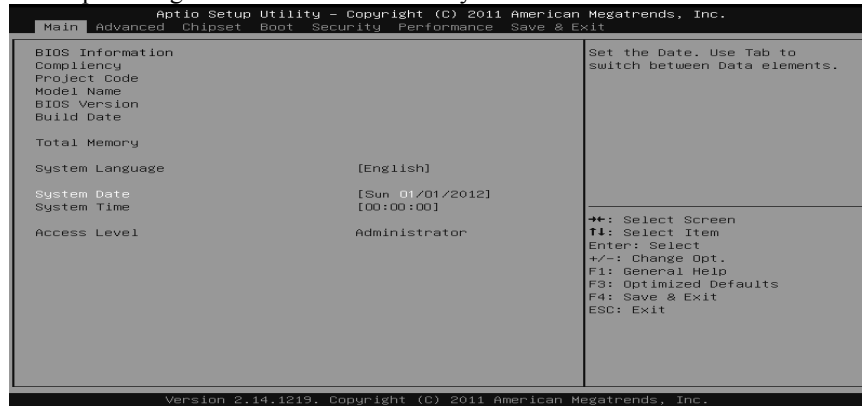 Aptio Setup Utility – Copyright (C) 2011 American Megatrends, Inc.
Main Advanced Chipset Boot Security Performance Save & Exit
BIOS Information
Compliency
Project Code
Model Name
BIOS Version
Build Date
Total Memory
System Language [English]
System Date [Sun 01/01/2012]
System Time [00:00:00]
Access Level Administrator
Set the Date. Use Tab to
switch between Data elements.
→←: Select Screen
↑↓: Select Item
Enter: Select
+/-: Change Opt.
F1: General Help
F3: Optimized Defaults
F4: Save & Exit
ESC: Exit
Version 2.14.1219. Copyright (C) 2011 American Megatrends, Inc.